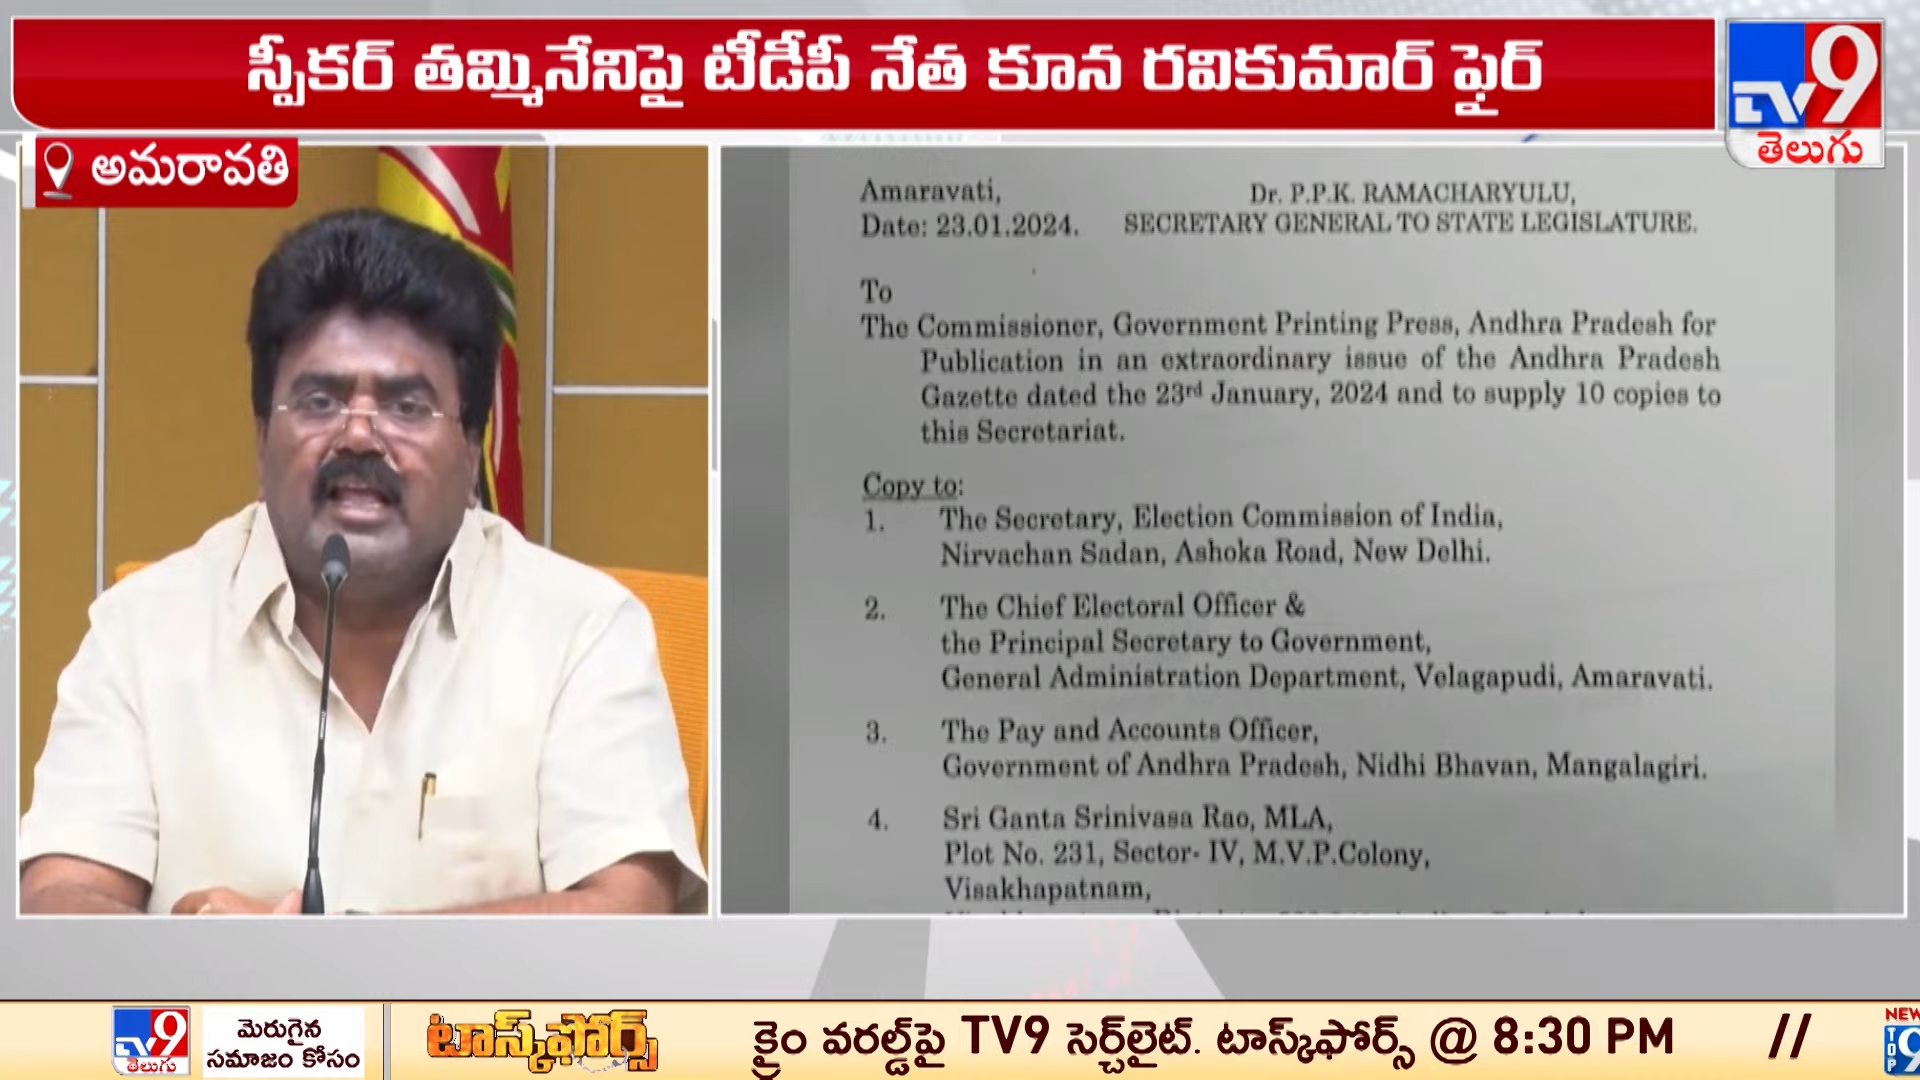 స్పీకర్ తమ్మినేనిపై టీడీపీ నేత కూన రవికుమార్ ఫైర్
TV9
తెలుగు
అమరావతి
Amaravati,
Date: 23.01.2024.
Dr. P.P.K. RAMACHARYULU,
SECRETARY GENERAL TO STATE LEGISLATURE.
To
The Commissioner, Government Printing Press, Andhra Pradesh for
Publication in an extraordinary issue of the Andhra Pradesh
Gazette dated the 23rd January, 2024 and to supply 10 copies to
this Secretariat.
Copy to:
1. The Secretary, Election Commission of India,
Nirvachan Sadan, Ashoka Road, New Delhi.
2. The Chief Electoral Officer &
the Principal Secretary to Government,
General Administration Department, Velagapudi, Amaravati.
3. The Pay and Accounts Officer,
Government of Andhra Pradesh, Nidhi Bhavan, Mangalagiri.
4. Sri Ganta Srinivasa Rao, MLA,
Plot No. 231, Sector- IV, M.V.P.Colony,
Visakhapatnam,
TV9
తెలుగు
మెరుగైన
సమాజం కోసం
టాస్క్‌ఫోర్స్
క్రైం వరల్డ్‌పై TV9 సెర్చ్‌లైట్. టాస్క్‌ఫోర్స్ @ 8:30 PM //
NEW
TOP 9